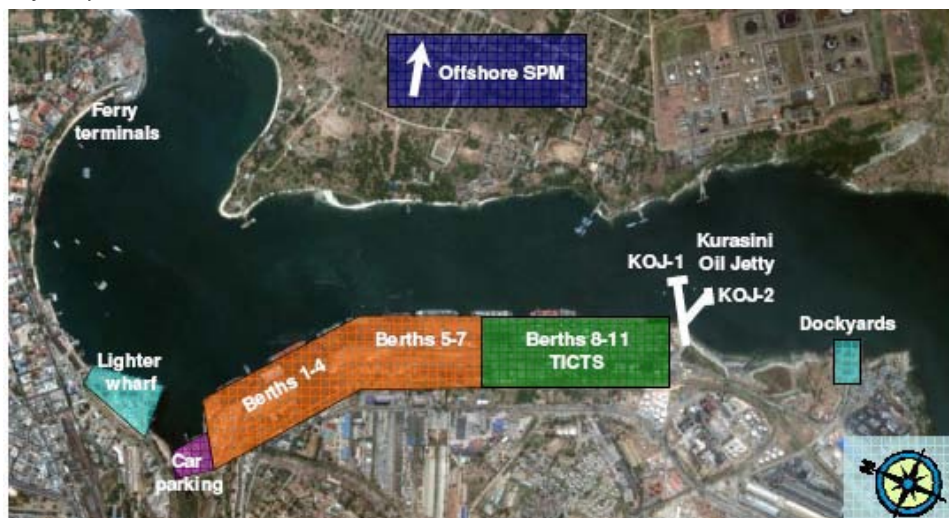 Offshore SPM
Ferry
terminals
KOJ-1
Kurasini
Oil Jetty
KOJ-2
Berths 5-7
Berths 8-11
TICTS
Dockyards
Lighter
wharf
Berths 1-4
Car
parking